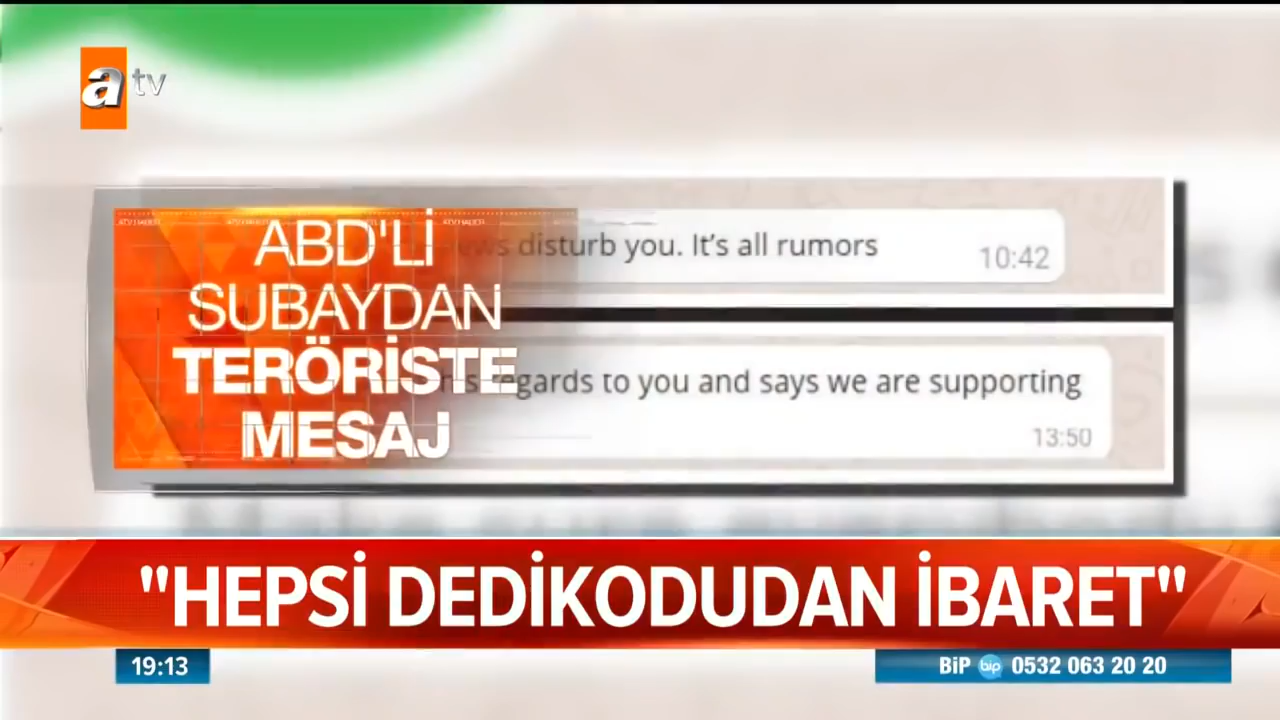 a tv
ABD'Lİ
SUBAYDAN
TERÖRİSTE
MESAJ
disturb you. It's all rumors
10:42
regards to you and says we are supporting
13:50
"HEPSİ DEDİKODUDAN İBARET"
19:13
BiP bip 0532 063 20 20